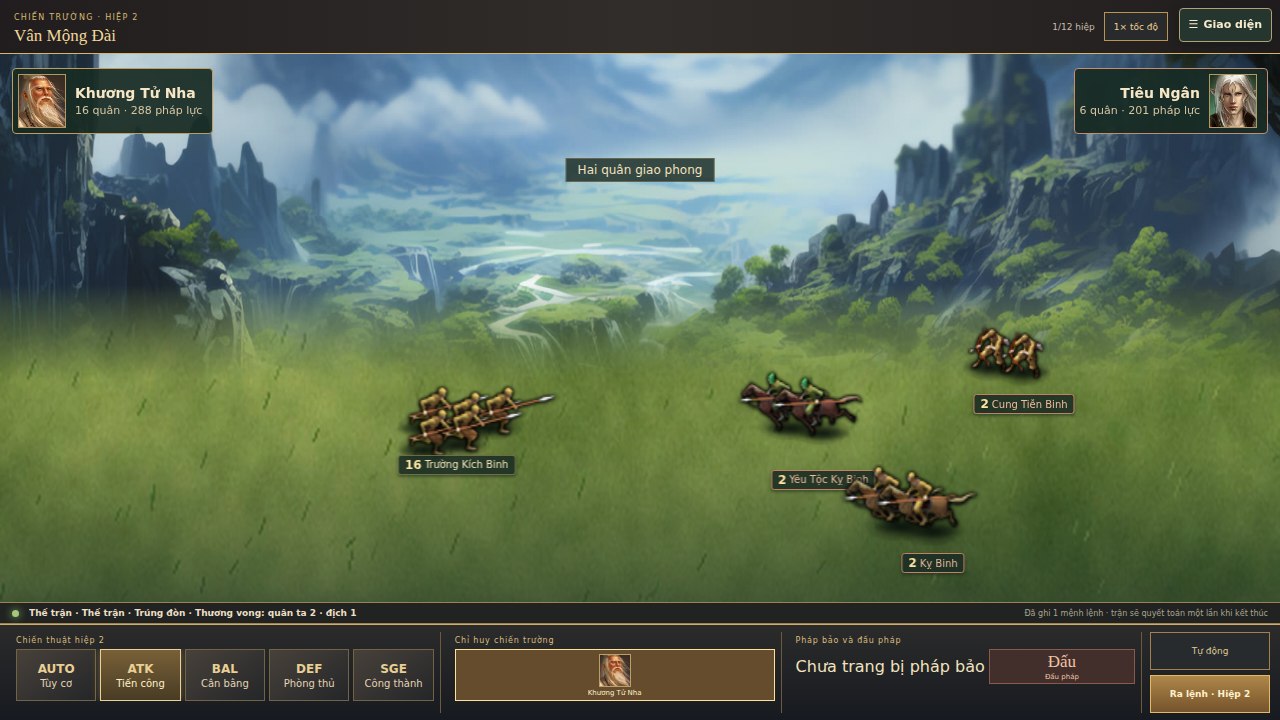 CHIẾN TRƯỜNG · HIỆP 2
Vân Mộng Đài
1/12 hiệp
1× tốc độ
☰ Giao diện
Khương Tử Nha
16 quân · 288 pháp lực
Tiêu Ngân
6 quân · 201 pháp lực
Hai quân giao phong
2 Cung Tiễn Binh
16 Trường Kích Binh
2 Yêu Tộc Kỵ Binh
2 Kỵ Binh
Thế trận · Thế trận · Trúng đòn · Thương vong: quân ta 2 · địch 1
Đã ghi 1 mệnh lệnh · trận sẽ quyết toán một lần khi kết thúc
Chiến thuật hiệp 2
AUTO
Tùy cơ
ATK
Tiến công
BAL
Cân bằng
DEF
Phòng thủ
SGE
Công thành
Chỉ huy chiến trường
Khương Tử Nha
Pháp bảo và đấu pháp
Chưa trang bị pháp bảo
Đấu
Đấu pháp
Tự động
Ra lệnh · Hiệp 2